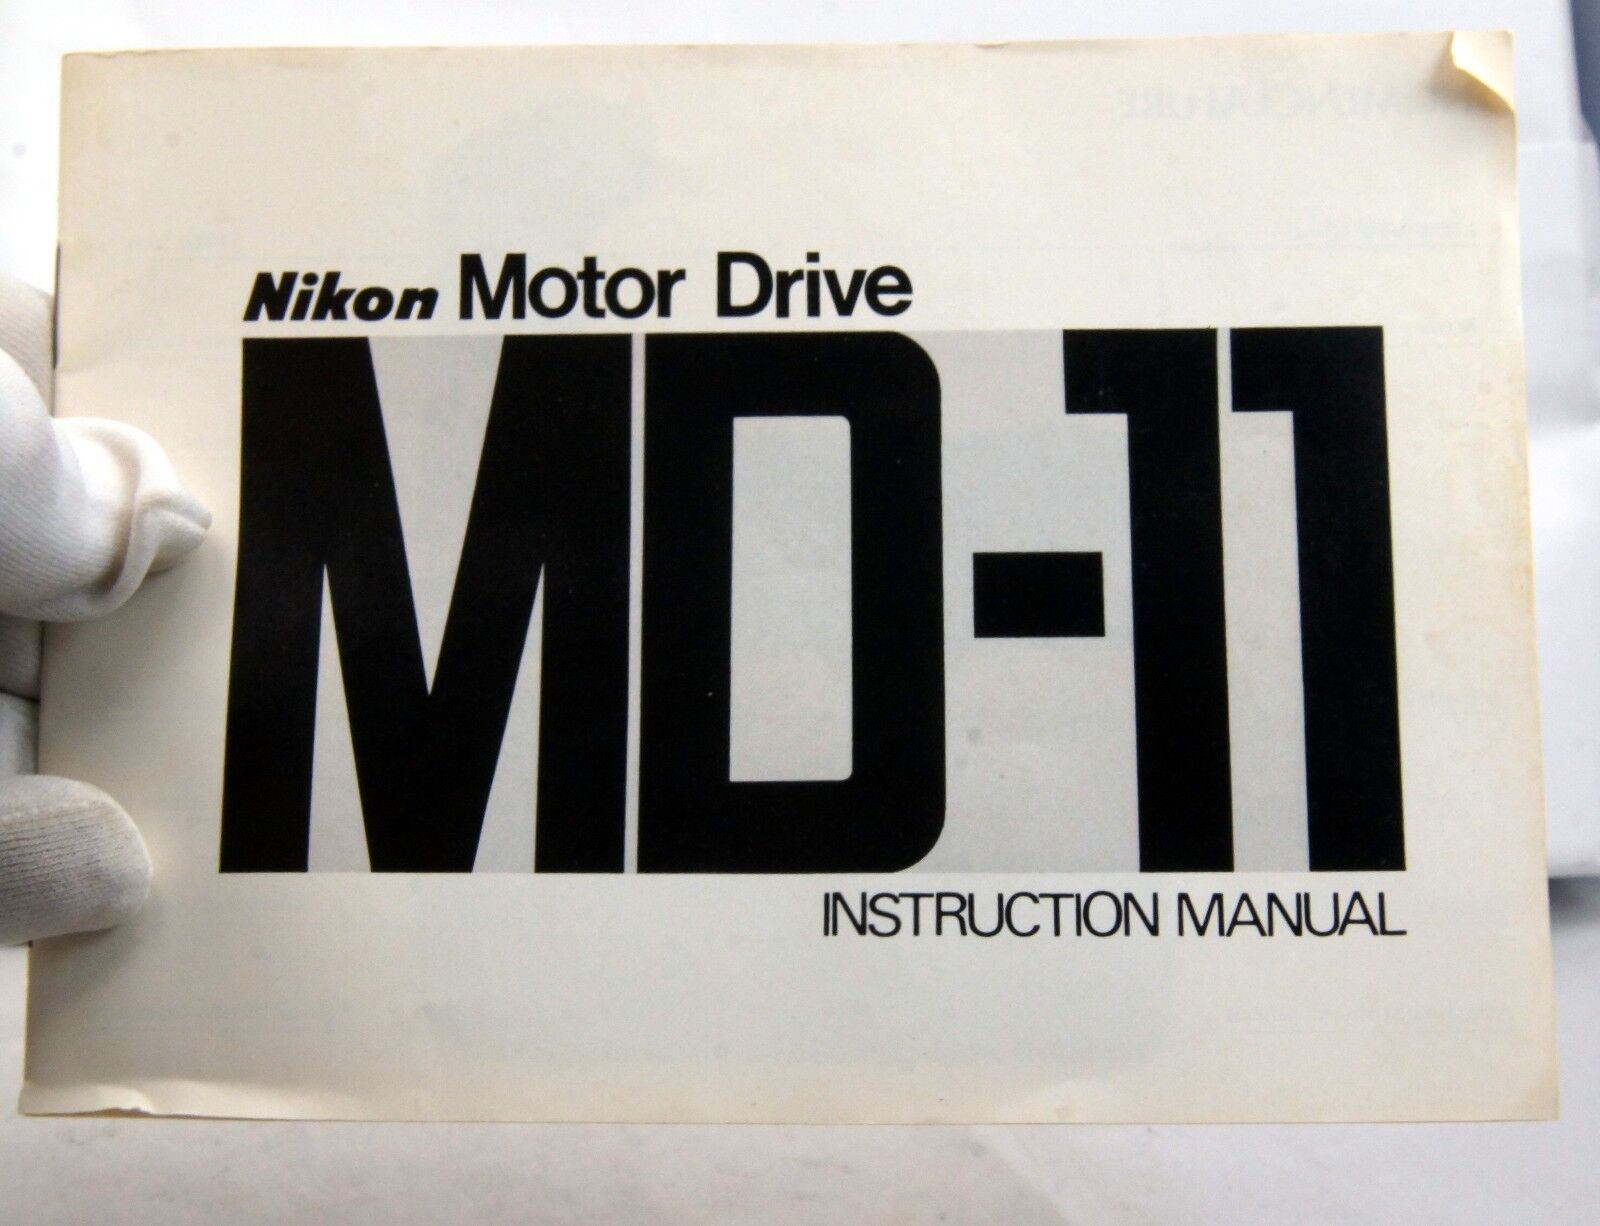 Nikon Motor Drive
MD-11
INSTRUCTION MANUAL